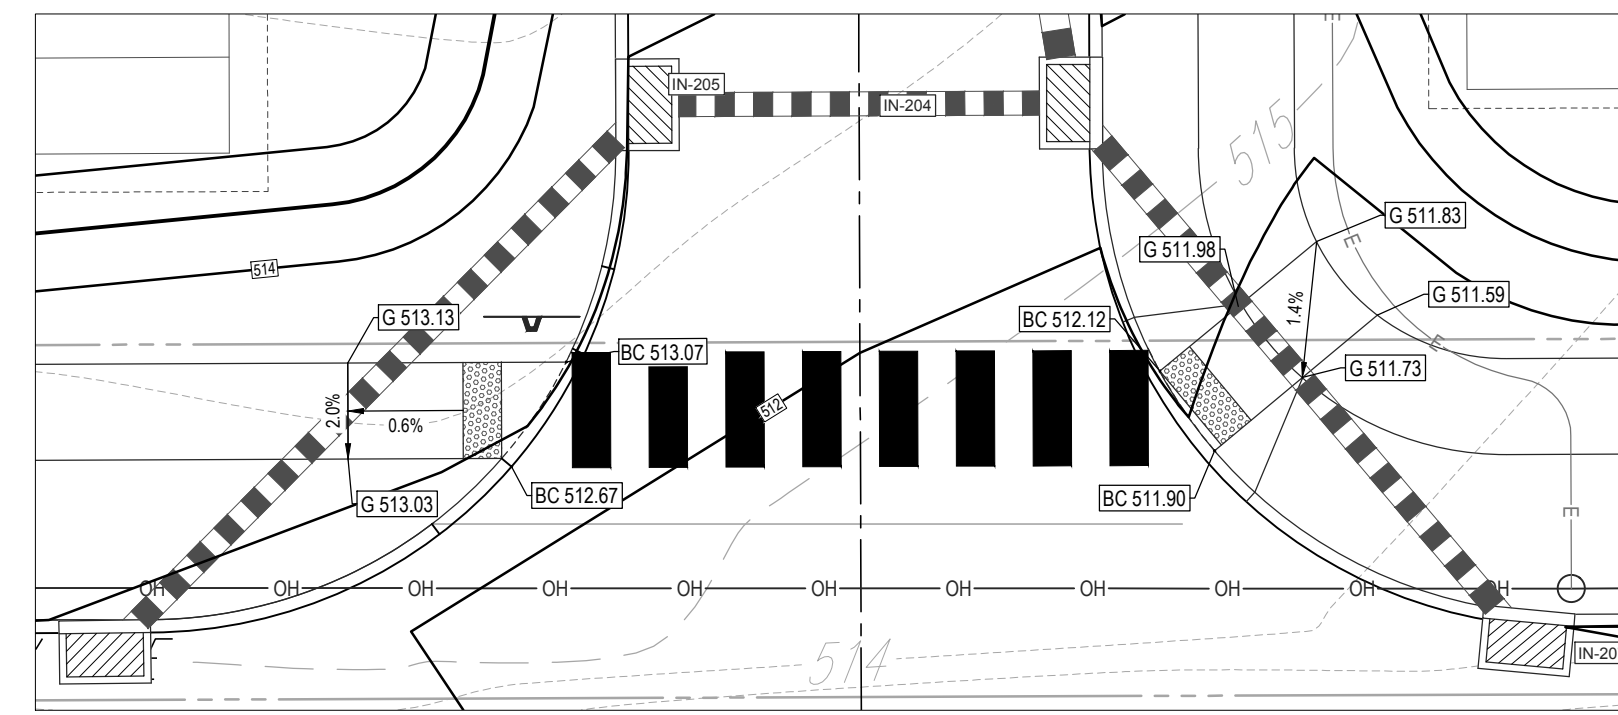 E
E
IN-205
IN-204
515
G 511.83
G 511.98
E
514
G 511.59
G 513.13
1.4%
BC 512.12
E
BC 513.07
G 511.73
2.0%
0.6%
512
BC 512.67
BC 511.90
G 513.03
E
OH OH OH OH OH OH OH OH OH OH OH
514
IN-20